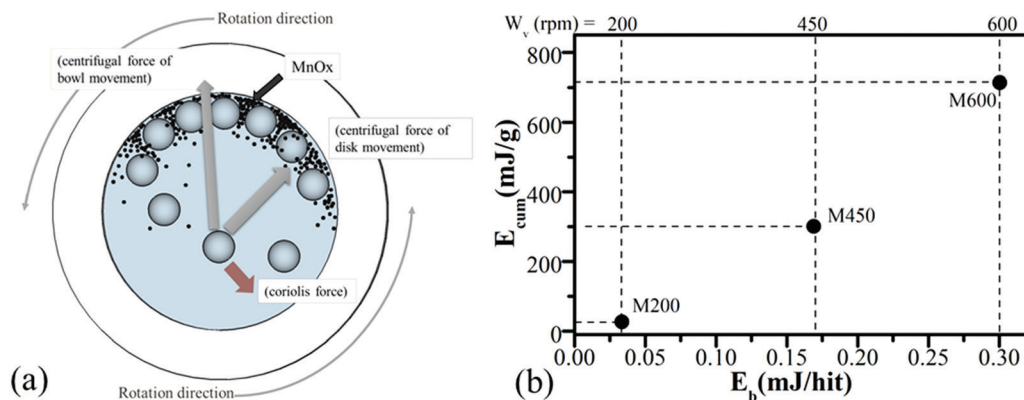 Rotation direction
(centrifugal force of
bowl movement)
MnOx
(centrifugal force of
disk movement)
(coriolis force)
(a)
Rotation direction
W_v (rpm) = 200 450 600
800
600
400
200
0
E_cum(mJ/g)
M600
M450
M200
0.00 0.05 0.10 0.15 0.20 0.25 0.30
(b)
E_b(mJ/hit)